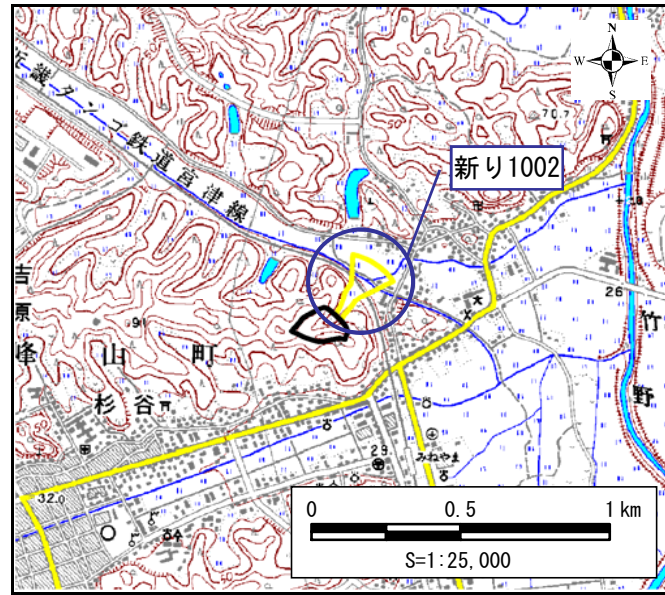 N
W E
S
近畿タンゴ鉄道宮津線
70.7
新り1002
18
26
吉原
91
峰山町
竹野
杉谷
29
みねやま
32.0
0 0.5 1 km
S=1:25,000